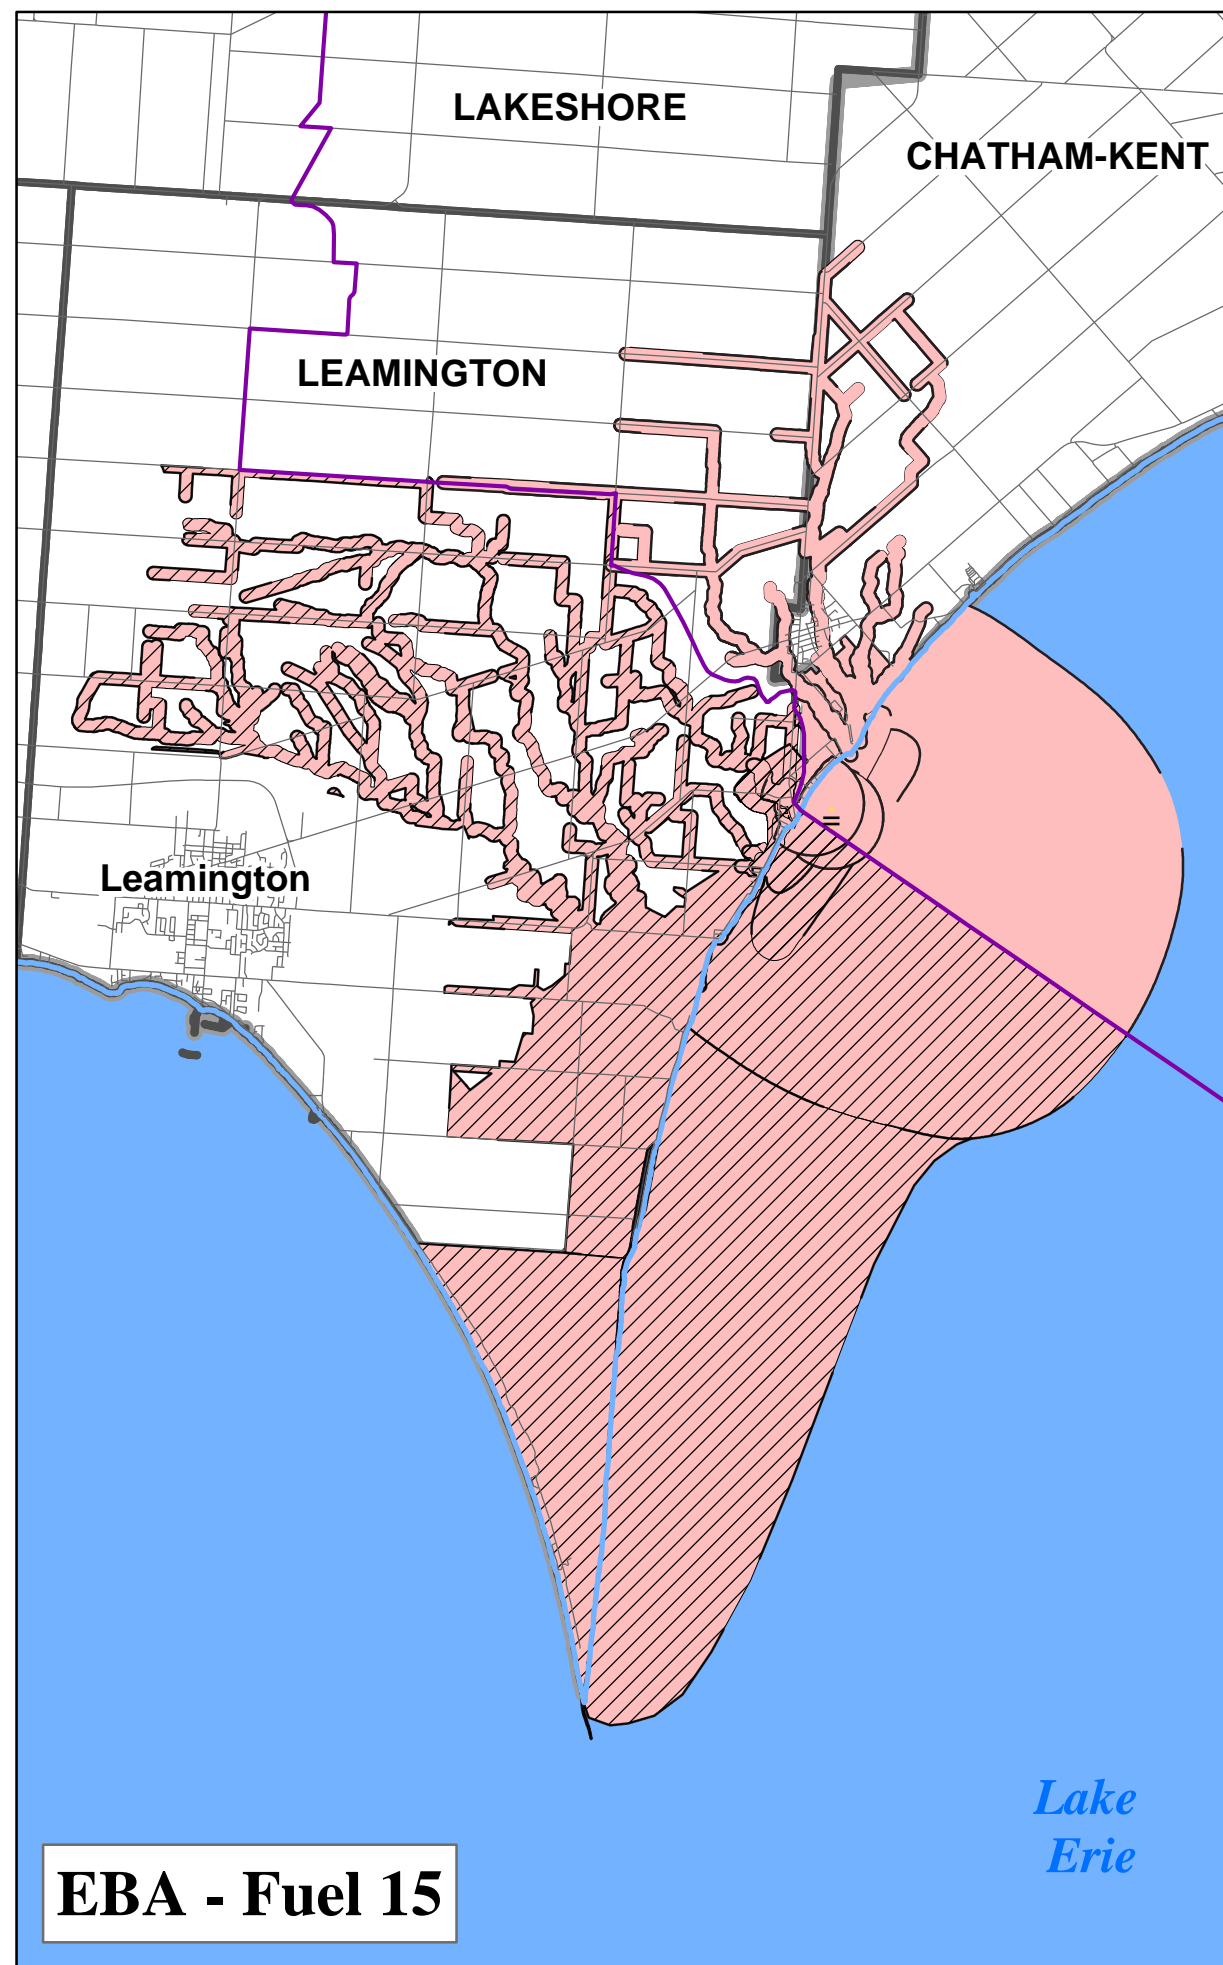 LAKESHORE
CHATHAM-KENT
LEAMINGTON
Leamington
Lake
Erie
EBA - Fuel 15